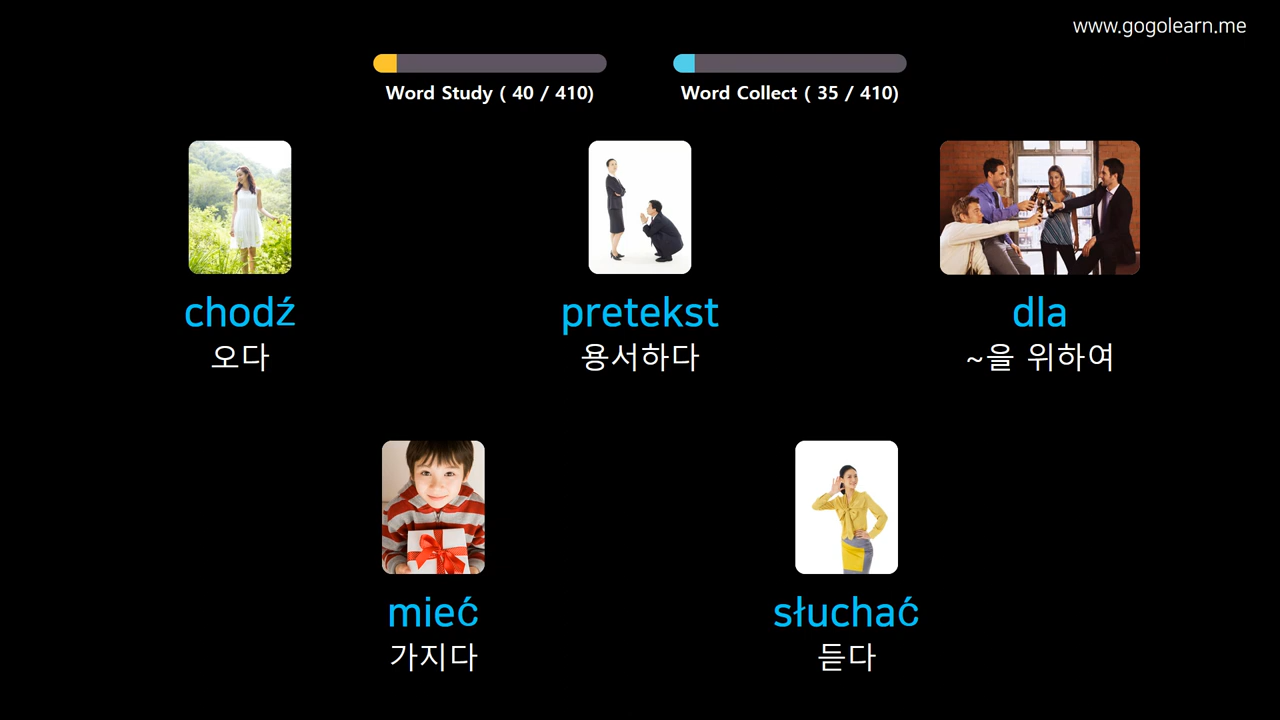 www.gogolearn.me
Word Study ( 40 / 410)
Word Collect ( 35 / 410)
chodź
오다
pretekst
용서하다
dla
~을 위하여
mieć
가지다
słuchać
듣다